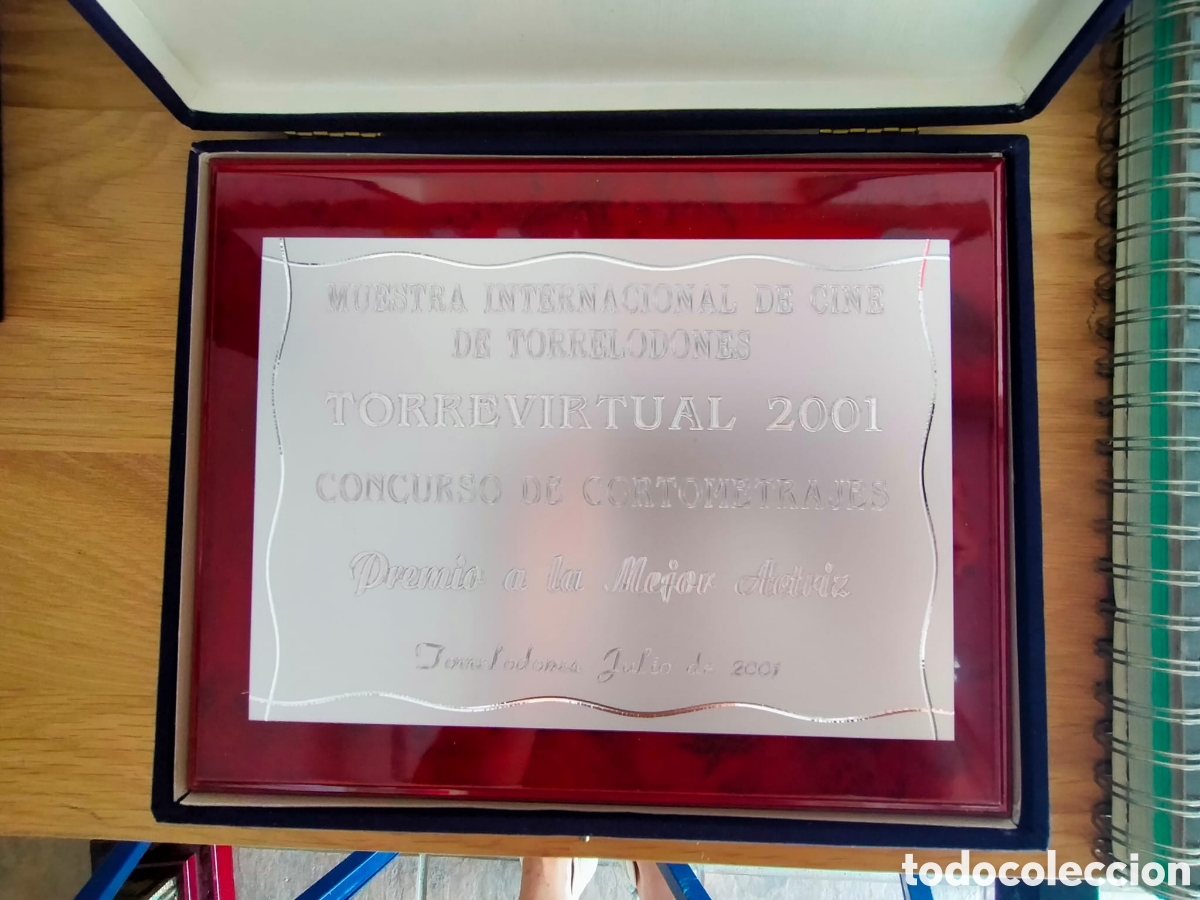 MUESTRA INTERNACIONAL DE CINE
DE TORRELODONES
TORREVIRTUAL 2001
CONCURSO DE CORTOMETRAJES
Premio a la Mejor Actriz
Torrelodones Julio de 2001
todocoleccion